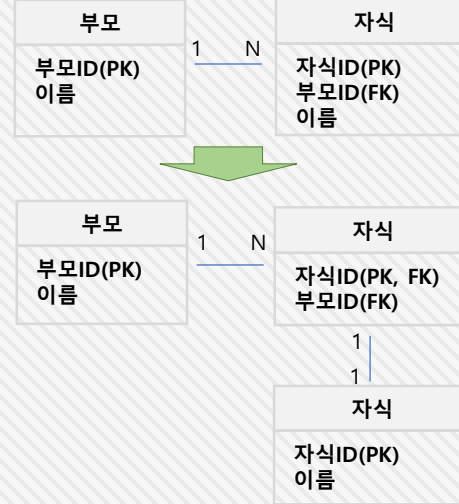 부모
부모ID(PK)
이름
1 N
자식
자식ID(PK)
부모ID(FK)
이름
부모
부모ID(PK)
이름
1 N
자식
자식ID(PK, FK)
부모ID(FK)
1
1
자식
자식ID(PK)
이름